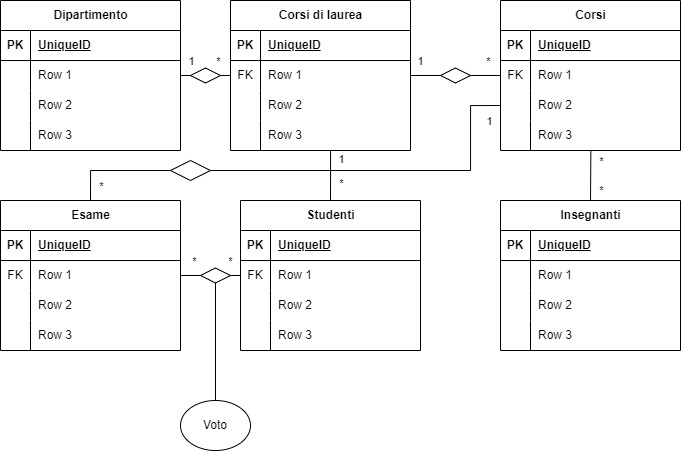 Dipartimento
PK UniqueID
Row 1
Row 2
Row 3
1 *
Corsi di laurea
PK UniqueID
FK Row 1
Row 2
Row 3
1 *
Corsi
PK UniqueID
FK Row 1
Row 2
Row 3
1
*
1
*
*
*
Esame
PK UniqueID
FK Row 1
Row 2
Row 3
* *
Studenti
PK UniqueID
FK Row 1
Row 2
Row 3
Insegnanti
PK UniqueID
Row 1
Row 2
Row 3
Voto